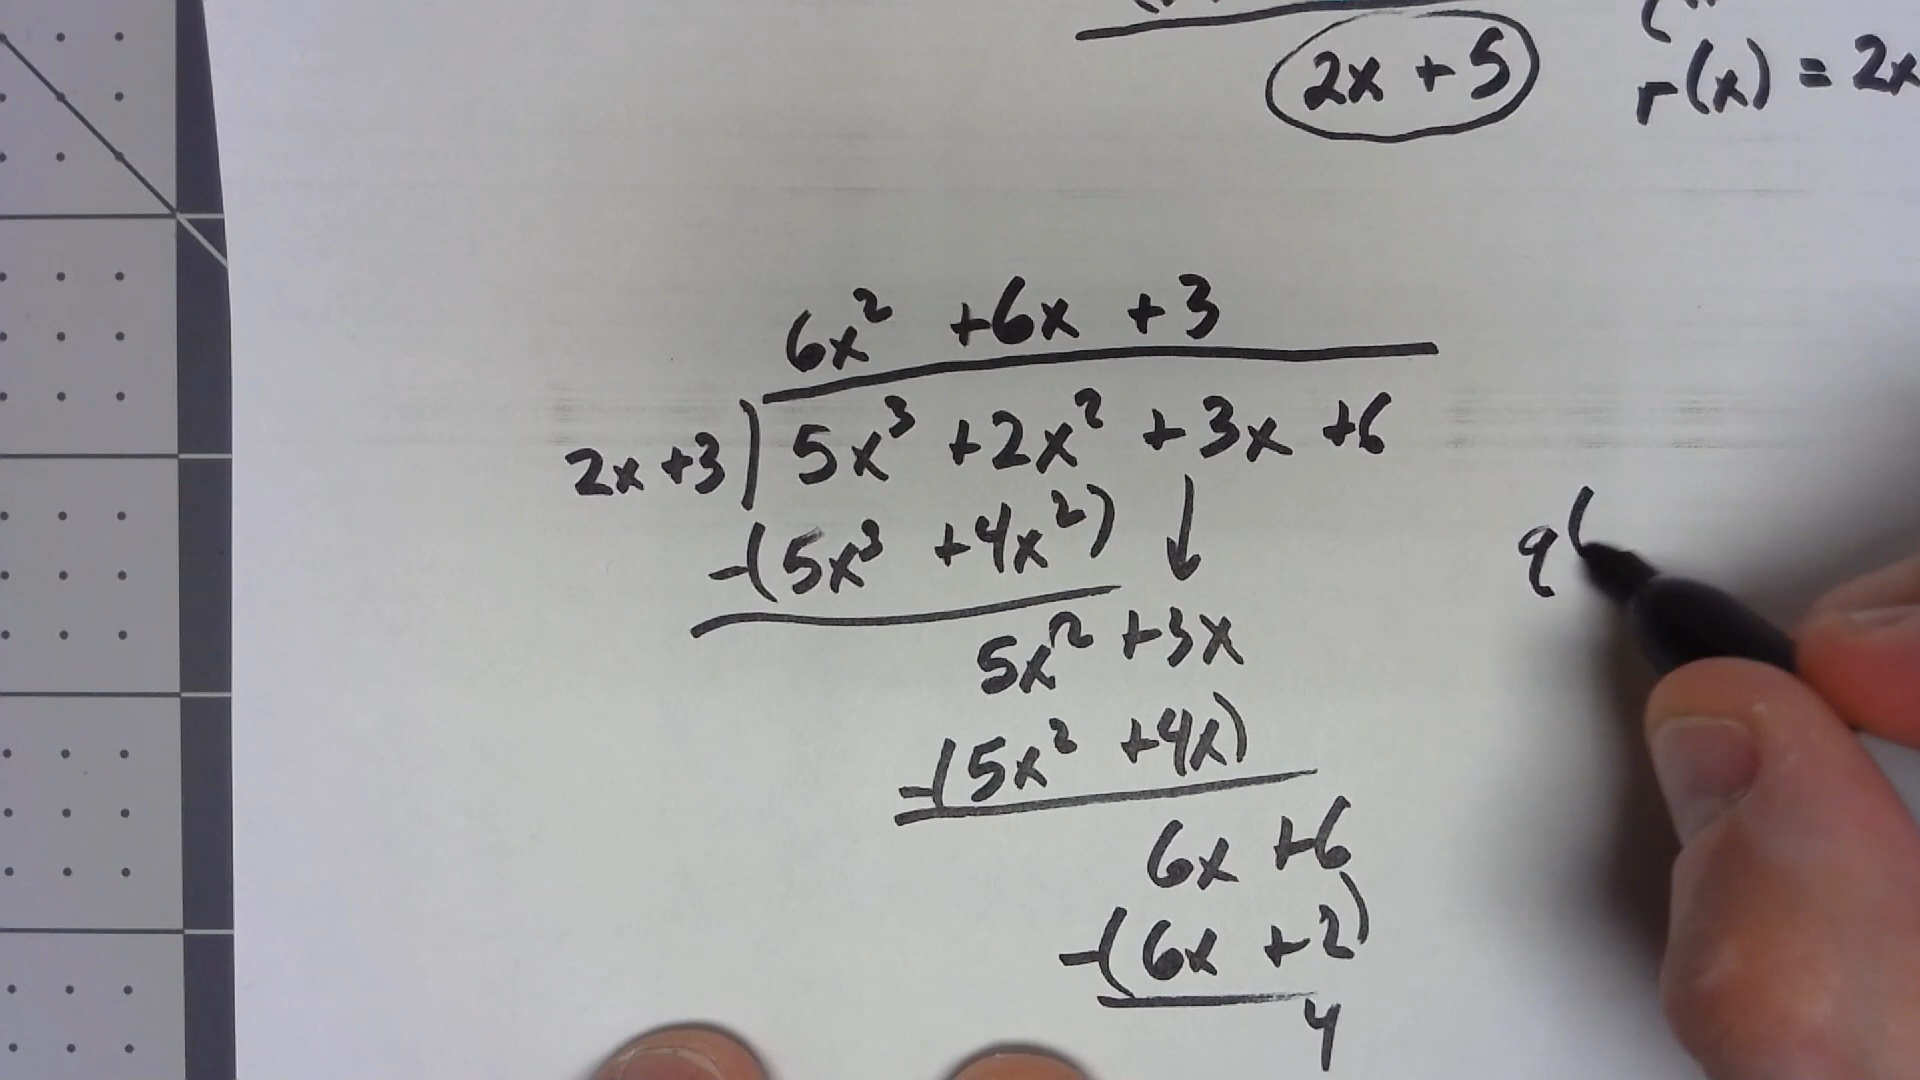 2x + 5
r(x) = 2x
6x² + 6x + 3
2x + 3 ) 5x³ + 2x² + 3x + 6
-(5x³ + 4x²) ↓
5x² + 3x
-(5x² + 4x)
6x + 6
-(6x + 2)
4
q(